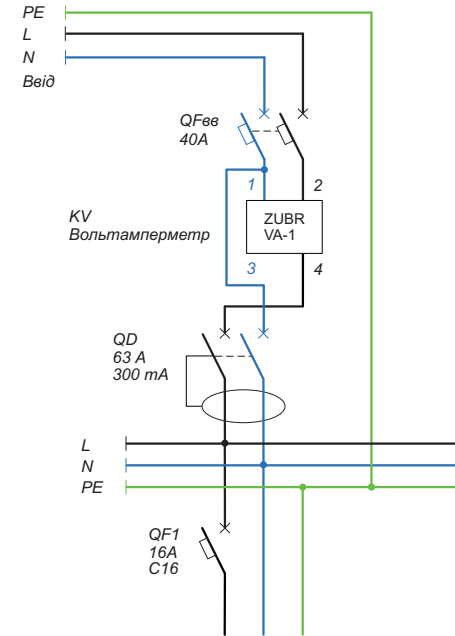 PE
L
N
Ввід
QFвв
40A
1
2
KV
Вольтамперметр
ZUBR
VA-1
3
4
QD
63 A
300 mA
L
N
PE
QF1
16A
C16